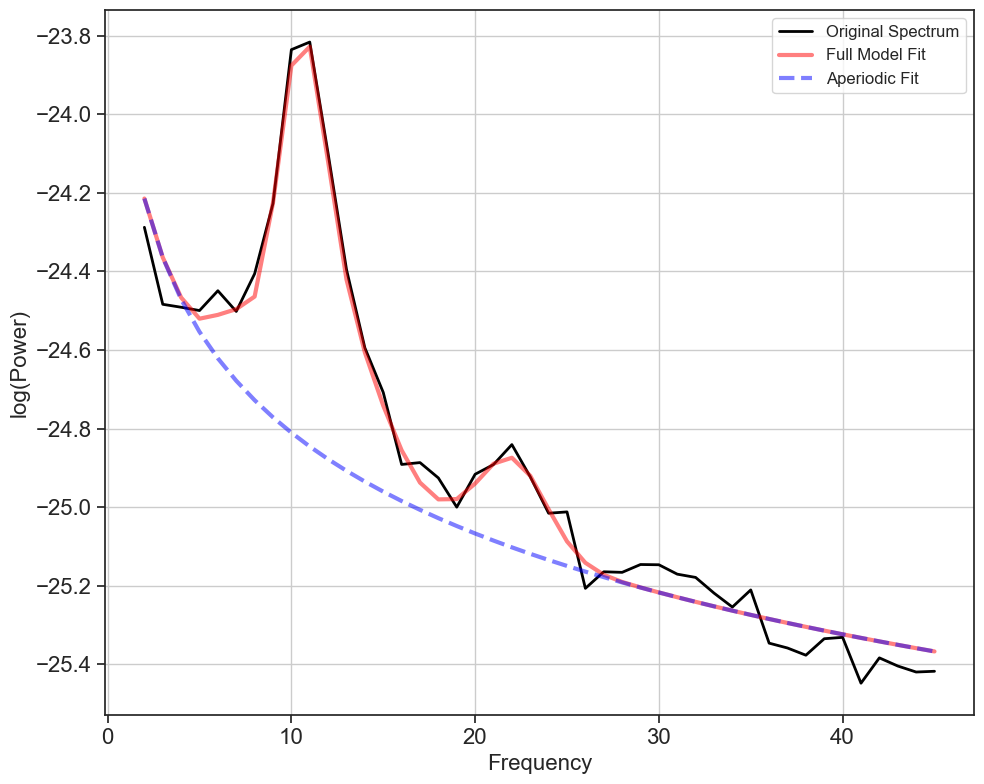 Original Spectrum
Full Model Fit
Aperiodic Fit
−23.8
−24.0
−24.2
−24.4
−24.6
−24.8
−25.0
−25.2
−25.4
log(Power)
0 10 20 30 40
Frequency